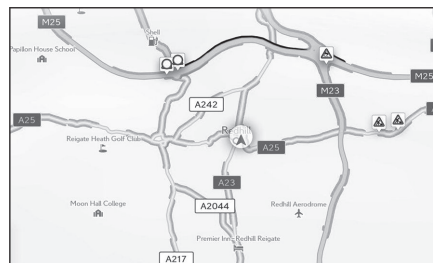 M25
Shell
Papillon House School
M25
M23
A242
A25
Reigate Heath Golf Club
Redhill
A25
A23
Moon Hall College
A2044
Redhill Aerodrome
Premier Inn - Redhill Reigate
A217